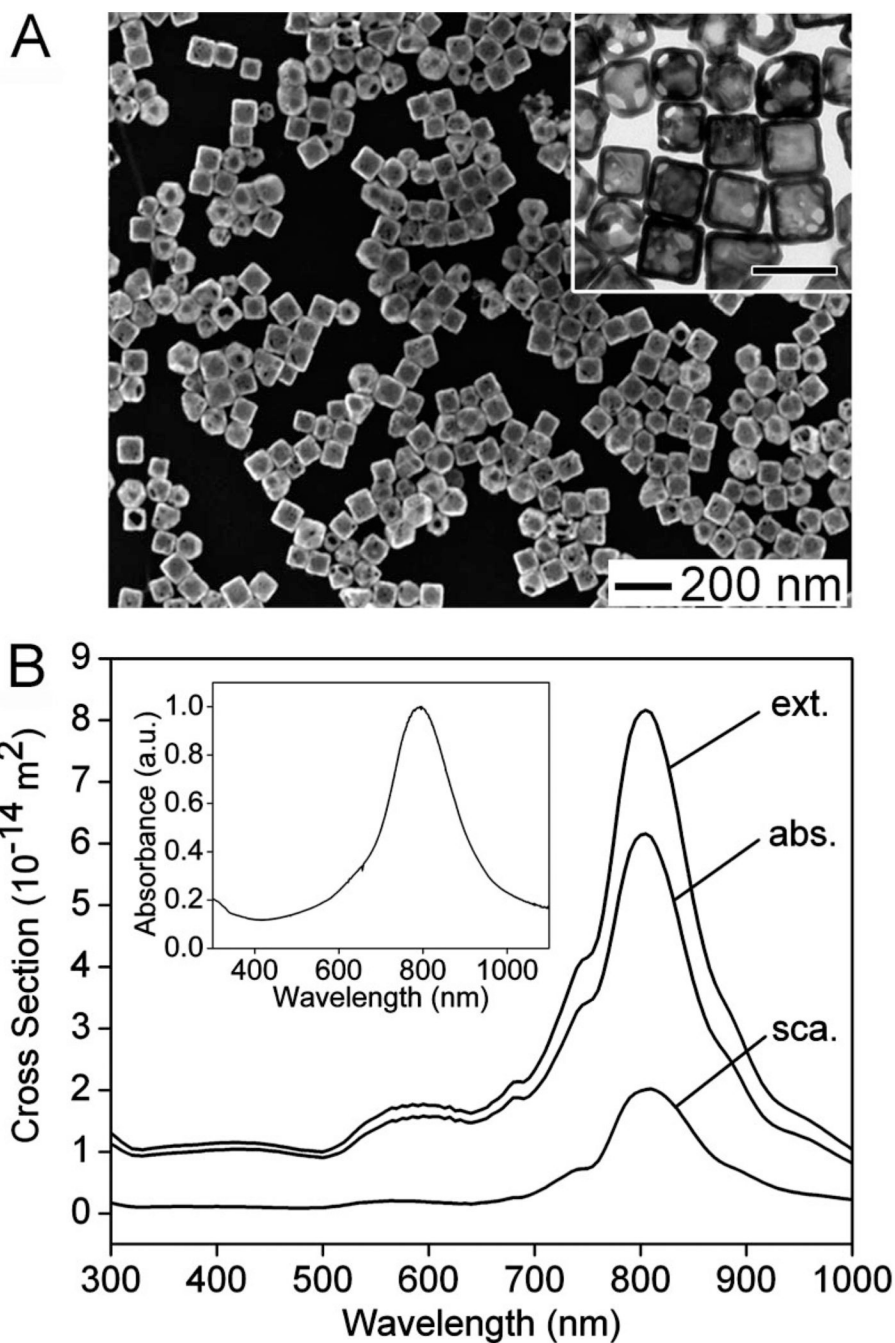 A
200 nm
B
9
8
7
6
5
4
3
2
1
0
Cross Section (10⁻¹⁴ m²)
300 400 500 600 700 800 900 1000
Wavelength (nm)
ext.
abs.
sca.
1.0
0.8
0.6
0.4
0.2
0.0
Absorbance (a.u.)
400 600 800 1000
Wavelength (nm)